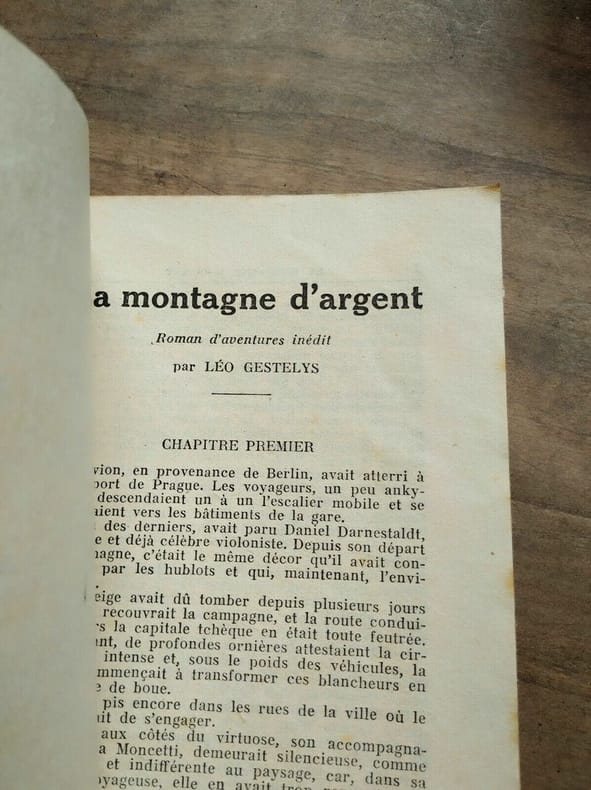 a montagne d'argent
Roman d'aventures inédit
par LÉO GESTELYS
CHAPITRE PREMIER
vion, en provenance de Berlin, avait atterri à
port de Prague. Les voyageurs, un peu anky-
descendaient un à un l'escalier mobile et se
aient vers les bâtiments de la gare.
des derniers, avait paru Daniel Darnestaldt,
e et déjà célèbre violoniste. Depuis son départ
magne, c'était le même décor qu'il avait con-
par les hublots et qui, maintenant, l'envi-
eige avait dû tomber depuis plusieurs jours
recouvrait la campagne, et la route condui-
s la capitale tchèque en était toute feutrée.
ant, de profondes ornières attestaient la cir-
intense et, sous le poids des véhicules, la
mmençait à transformer ces blancheurs en
e de boue.
pis encore dans les rues de la ville où le
it de s'engager.
aux côtés du virtuose, son accompagna-
a Moncetti, demeurait silencieuse, comme
et indifférente au paysage, car, dans sa
oyageuse, elle en avait trop